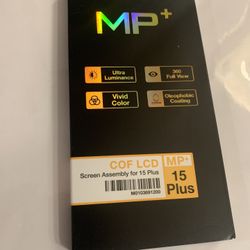 MP+
Ultra
Luminance
360
Full View
Vivid
Color
Oleophobic
Coating
COF LCD
Screen Assembly for 15 Plus
MP+
15
Plus